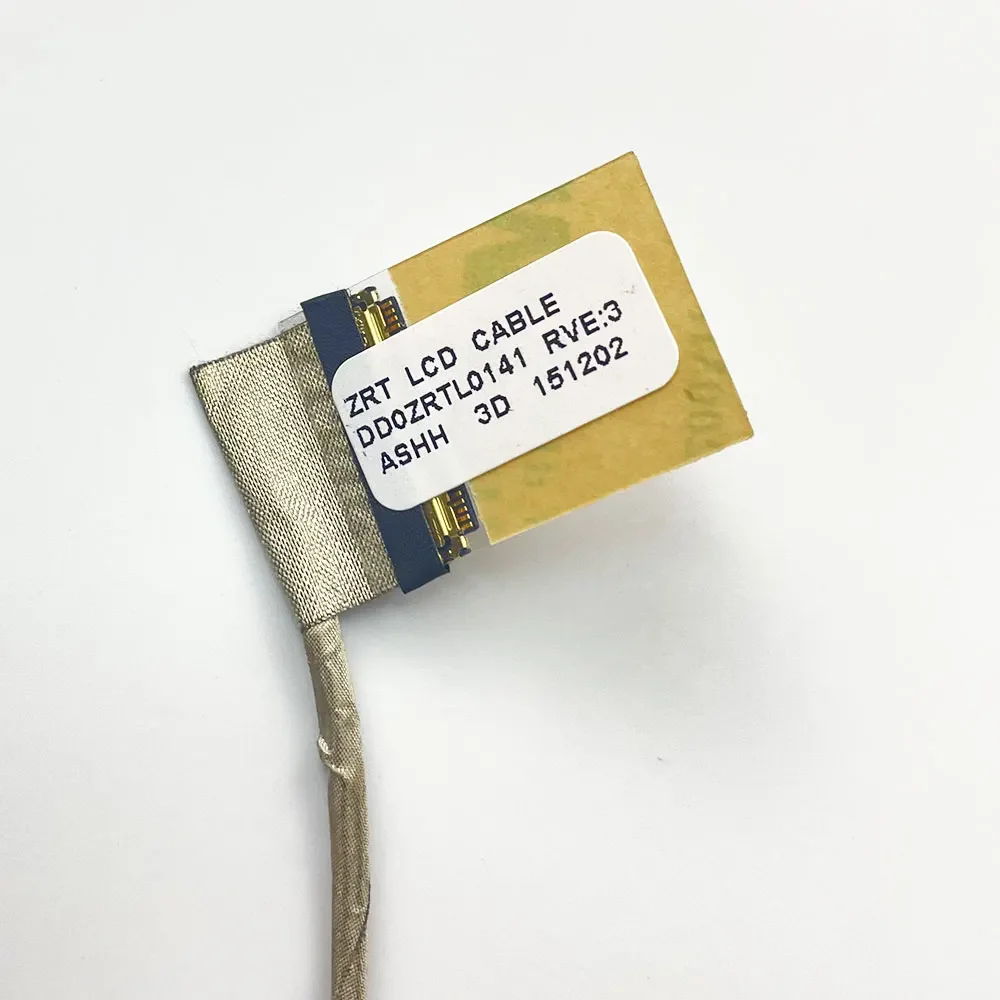 ZRT LCD CABLE
DD0ZRTL0141 RVE:3
ASHH 3D 151202